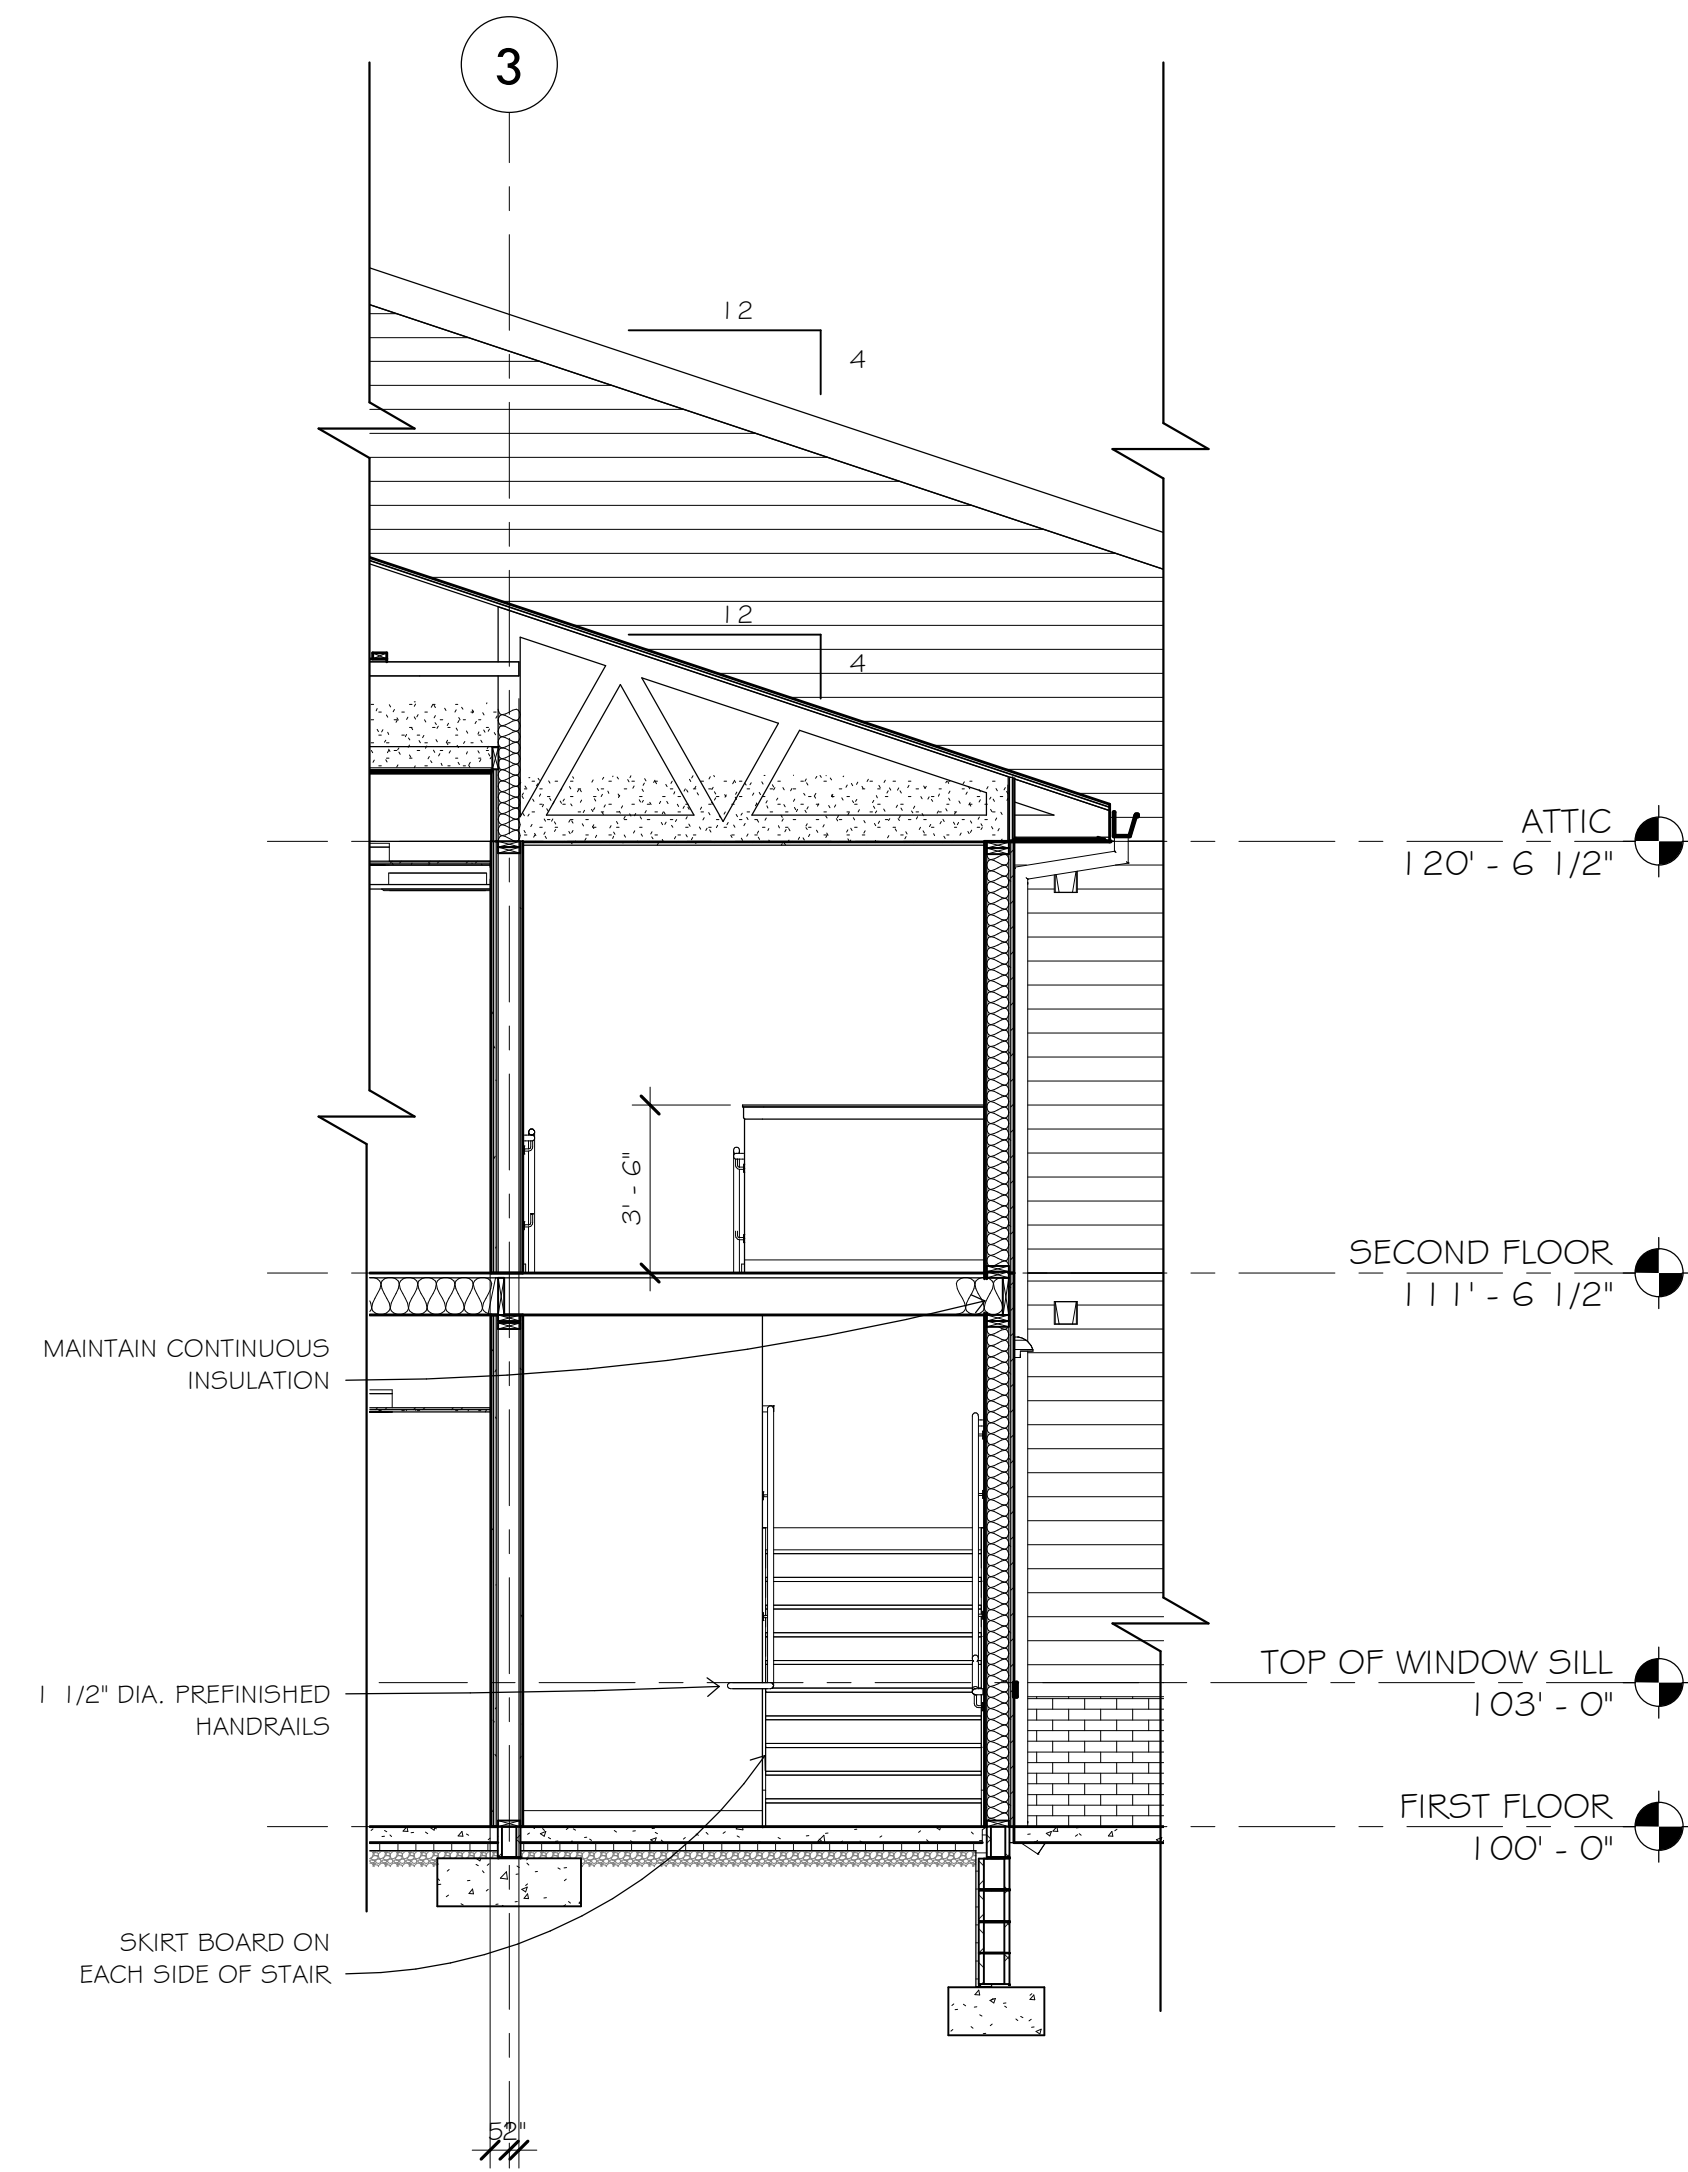 3
12
4
12
4
ATTIC
120' - 6 1/2"
3' - 6"
SECOND FLOOR
111' - 6 1/2"
MAINTAIN CONTINUOUS
INSULATION
TOP OF WINDOW SILL
103' - 0"
1 1/2" DIA. PREFINISHED
HANDRAILS
FIRST FLOOR
100' - 0"
SKIRT BOARD ON
EACH SIDE OF STAIR